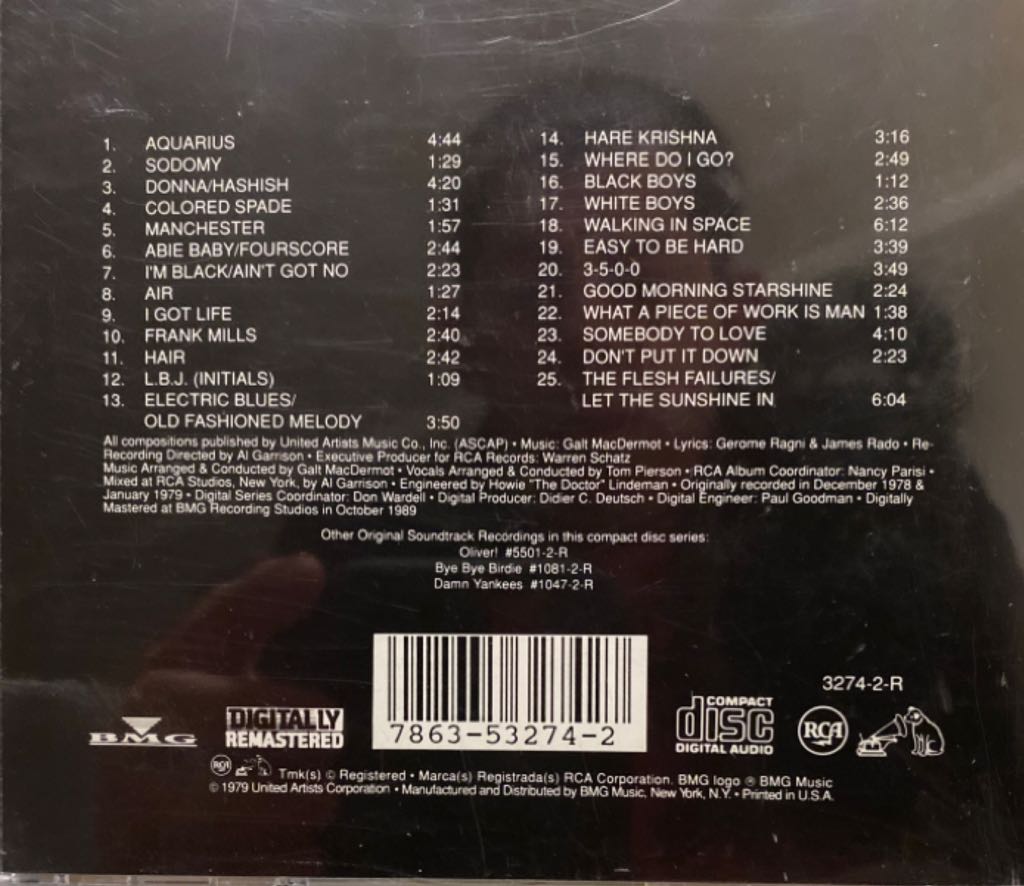 1. AQUARIUS 4:44
2. SODOMY 1:29
3. DONNA/HASHISH 4:20
4. COLORED SPADE 1:31
5. MANCHESTER 1:57
6. ABIE BABY/FOURSCORE 2:44
7. I'M BLACK/AIN'T GOT NO 2:23
8. AIR 1:27
9. I GOT LIFE 2:14
10. FRANK MILLS 2:40
11. HAIR 2:42
12. L.B.J. (INITIALS) 1:09
13. ELECTRIC BLUES/
OLD FASHIONED MELODY 3:50
14. HARE KRISHNA 3:16
15. WHERE DO I GO? 2:49
16. BLACK BOYS 1:12
17. WHITE BOYS 2:36
18. WALKING IN SPACE 6:12
19. EASY TO BE HARD 3:39
20. 3-5-0-0 3:49
21. GOOD MORNING STARSHINE 2:24
22. WHAT A PIECE OF WORK IS MAN 1:38
23. SOMEBODY TO LOVE 4:10
24. DON'T PUT IT DOWN 2:23
25. THE FLESH FAILURES/
LET THE SUNSHINE IN 6:04
All compositions published by United Artists Music Co., Inc. (ASCAP) • Music: Galt MacDermot • Lyrics: Gerome Ragni & James Rado • Re-
Recording Directed by Al Garrison • Executive Producer for RCA Records: Warren Schatz
Music Arranged & Conducted by Galt MacDermot • Vocals Arranged & Conducted by Tom Pierson • RCA Album Coordinator: Nancy Parisi •
Mixed at RCA Studios, New York, by Al Garrison • Engineered by Howie "The Doctor" Lindeman • Originally recorded in December 1978 &
January 1979 • Digital Series Coordinator: Don Wardell • Digital Producer: Didier C. Deutsch • Digital Engineer: Paul Goodman • Digitally
Mastered at BMG Recording Studios in October 1989
Other Original Soundtrack Recordings in this compact disc series:
Oliver! #5501-2-R
Bye Bye Birdie #1081-2-R
Damn Yankees #1047-2-R
7863-53274-2
3274-2-R
BMG
DIGITALLY
REMASTERED
COMPACT
disc
DIGITAL AUDIO
RCA
RCA Tmk(s) ® Registered • Marca(s) Registrada(s) RCA Corporation. BMG logo ® BMG Music
© 1979 United Artists Corporation • Manufactured and Distributed by BMG Music, New York, N.Y. • Printed in U.S.A.